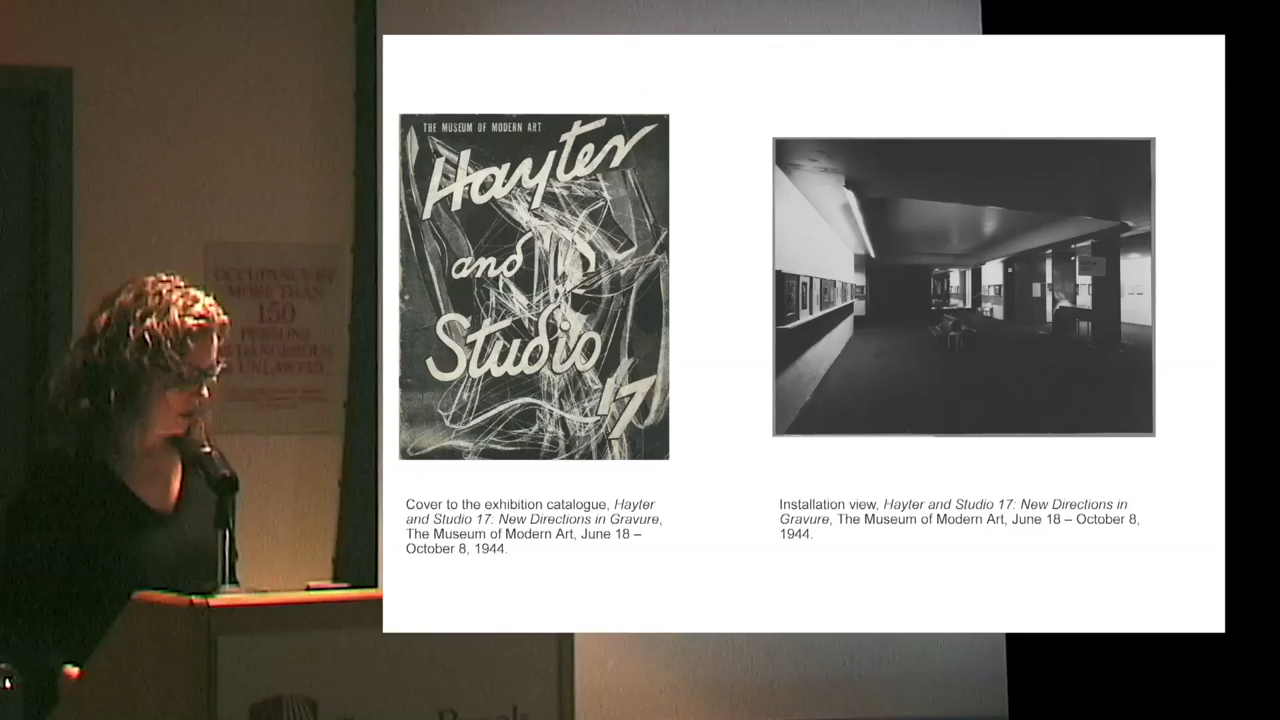 THE MUSEUM OF MODERN ART
Hayter
and
Studio
17
Cover to the exhibition catalogue, Hayter
and Studio 17: New Directions in Gravure,
The Museum of Modern Art, June 18 –
October 8, 1944.
Installation view, Hayter and Studio 17: New Directions in
Gravure, The Museum of Modern Art, June 18 – October 8,
1944.
OCCUPANCY BY
MORE THAN
150
PERSONS
IS DANGEROUS
& UNLAWFUL